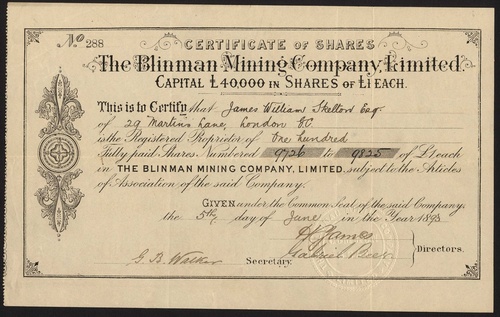 No. 288
CERTIFICATE OF SHARES
The Blinman Mining Company, Limited.
CAPITAL £40,000 IN SHARES OF £1 EACH.
This is to Certify that James William Skelton Esq.
of 29 Martins Lane, London E.C
is the Registered Proprietor of One hundred
Fully paid Shares Numbered 9726 to 9825 of £1 each
IN THE BLINMAN MINING COMPANY, LIMITED, subject to the Articles
of Association of the said Company.
GIVEN under the Common Seal of the said Company
the 5th day of June in the Year 1893
James
Gabriel
Directors.
G. B. Walker Secretary.